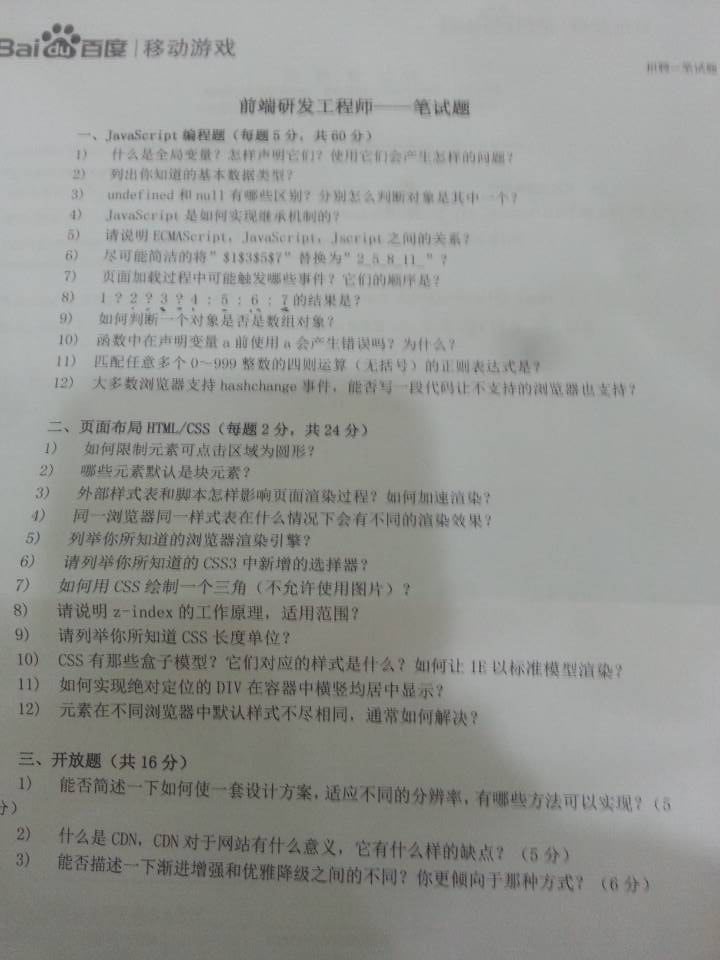 Baidu百度 | 移动游戏
招聘—笔试题
前端研发工程师——笔试题
一、JavaScript 编程题（每题 5 分，共 60 分）
1) 什么是全局变量？怎样声明它们？使用它们会产生怎样的问题？
2) 列出你知道的基本数据类型？
3) undefined 和 null 有哪些区别？分别怎么判断对象是其中一个？
4) JavaScript 是如何实现继承机制的？
5) 请说明 ECMAScript，JavaScript，Jscript 之间的关系？
6) 尽可能简洁的将”$1$3$5$7”替换为”2_5_8_11_”？
7) 页面加载过程中可能触发哪些事件？它们的顺序是？
8) 1 ? 2 ? 3 ? 4 : 5 : 6 : 7 的结果是？
9) 如何判断一个对象是否是数组对象？
10) 函数中在声明变量 a 前使用 a 会产生错误吗？为什么？
11) 匹配任意多个 0～999 整数的四则运算（无括号）的正则表达式是？
12) 大多数浏览器支持 hashchange 事件，能否写一段代码让不支持的浏览器也支持？
二、页面布局 HTML/CSS（每题 2 分，共 24 分）
1) 如何限制元素可点击区域为圆形？
2) 哪些元素默认是块元素？
3) 外部样式表和脚本怎样影响页面渲染过程？如何加速渲染？
4) 同一浏览器同一样式表在什么情况下会有不同的渲染效果？
5) 列举你所知道的浏览器渲染引擎？
6) 请列举你所知道的 CSS3 中新增的选择器？
7) 如何用 CSS 绘制一个三角（不允许使用图片）？
8) 请说明 z-index 的工作原理，适用范围？
9) 请列举你所知道 CSS 长度单位？
10) CSS 有那些盒子模型？它们对应的样式是什么？如何让 IE 以标准模型渲染？
11) 如何实现绝对定位的 DIV 在容器中横竖均居中显示？
12) 元素在不同浏览器中默认样式不尽相同，通常如何解决？
三、开放题（共 16 分）
1) 能否简述一下如何使一套设计方案，适应不同的分辨率，有哪些方法可以实现？（5
分）
2) 什么是 CDN，CDN 对于网站有什么意义，它有什么样的缺点？（5 分）
3) 能否描述一下渐进增强和优雅降级之间的不同？你更倾向于那种方式？（6 分）